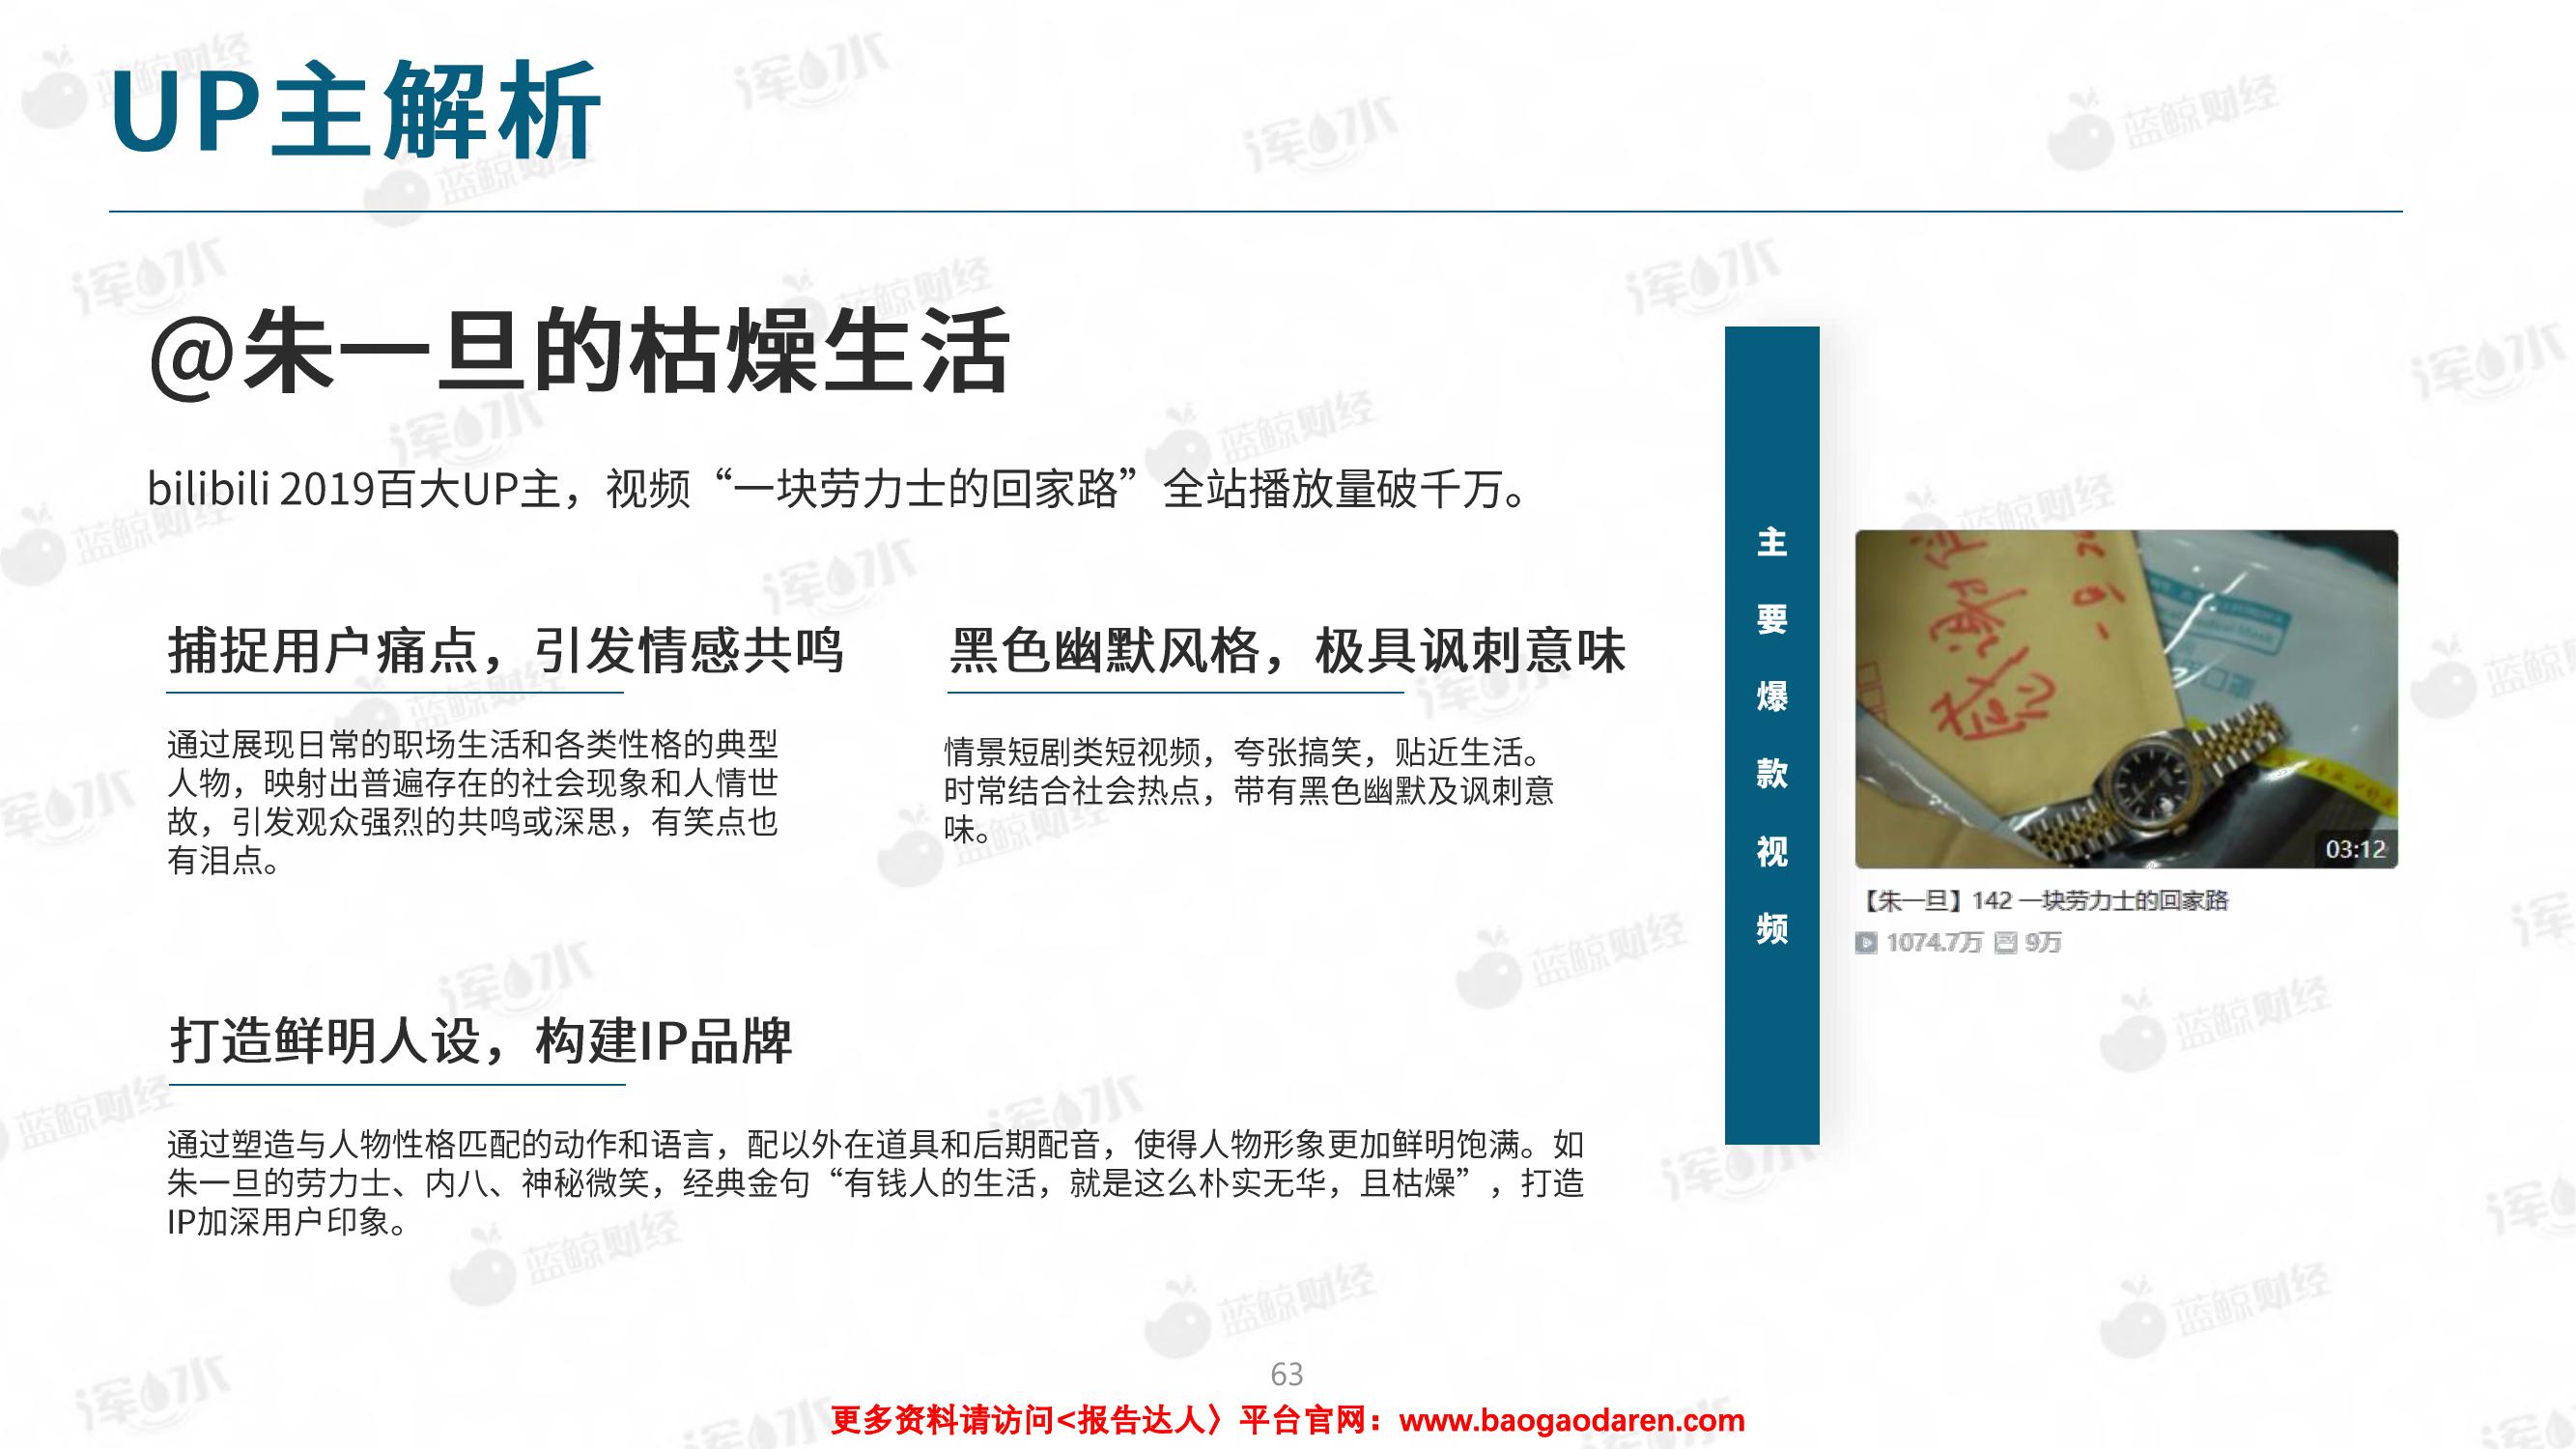 UP主解析
@朱一旦的枯燥生活
bilibili 2019百大UP主，视频“一块劳力士的回家路”全站播放量破千万。
捕捉用户痛点，引发情感共鸣
通过展现日常的职场生活和各类性格的典型
人物，映射出普遍存在的社会现象和人情世
故，引发观众强烈的共鸣或深思，有笑点也
有泪点。
黑色幽默风格，极具讽刺意味
情景短剧类短视频，夸张搞笑，贴近生活。
时常结合社会热点，带有黑色幽默及讽刺意
味。
打造鲜明人设，构建IP品牌
通过塑造与人物性格匹配的动作和语言，配以外在道具和后期配音，使得人物形象更加鲜明饱满。如
朱一旦的劳力士、内八、神秘微笑，经典金句“有钱人的生活，就是这么朴实无华，且枯燥”，打造
IP加深用户印象。
主要爆款视频
03:12
【朱一旦】142 一块劳力士的回家路
1074.7万 9万
63
更多资料请访问<报告达人〉平台官网：www.baogaodaren.com
浑水
蓝鲸财经